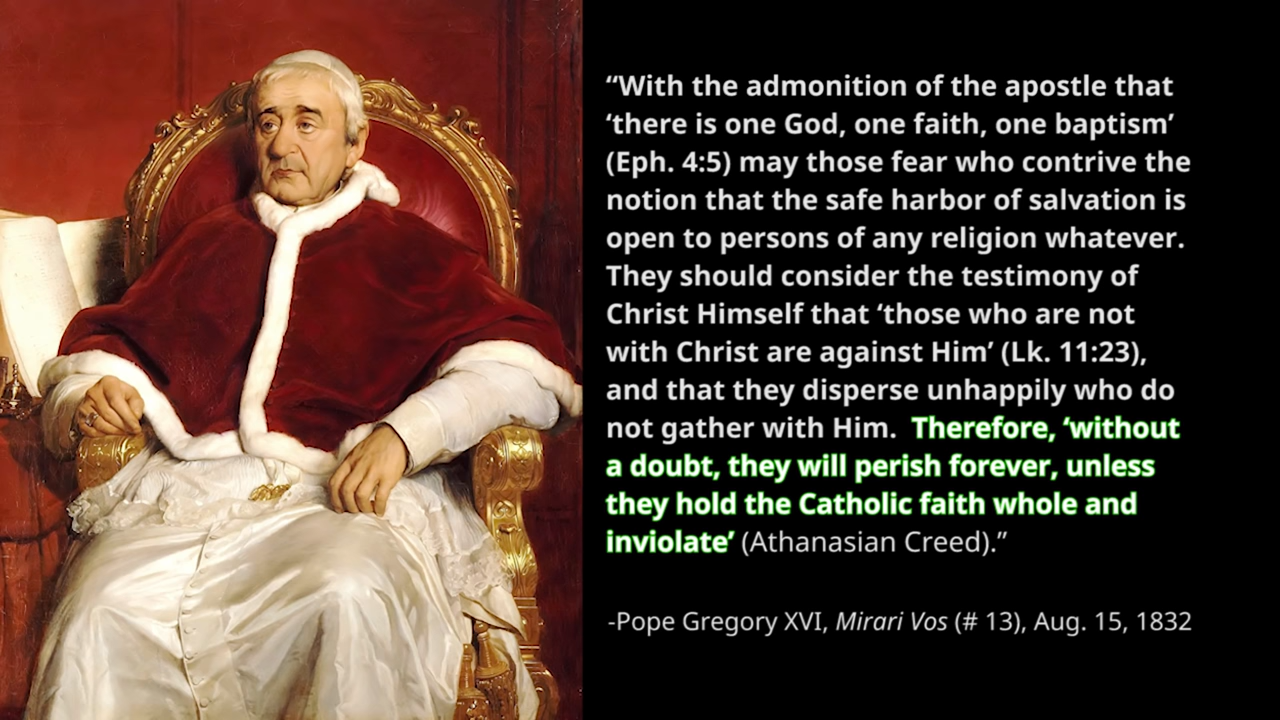 “With the admonition of the apostle that
‘there is one God, one faith, one baptism’
(Eph. 4:5) may those fear who contrive the
notion that the safe harbor of salvation is
open to persons of any religion whatever.
They should consider the testimony of
Christ Himself that ‘those who are not
with Christ are against Him’ (Lk. 11:23),
and that they disperse unhappily who do
not gather with Him.  Therefore, ‘without
a doubt, they will perish forever, unless
they hold the Catholic faith whole and
inviolate’ (Athanasian Creed).”
-Pope Gregory XVI, Mirari Vos (# 13), Aug. 15, 1832